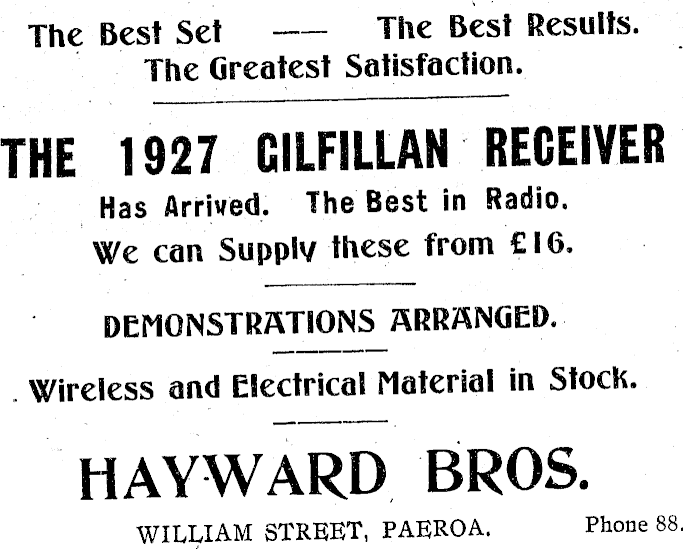 The Best Set —— The Best Results.
The Greatest Satisfaction.
THE 1927 GILFILLAN RECEIVER
Has Arrived. The Best in Radio.
We can Supply these from £16.
DEMONSTRATIONS ARRANGED.
Wireless and Electrical Material in Stock.
HAYWARD BROS.
WILLIAM STREET, PAEROA. Phone 88.